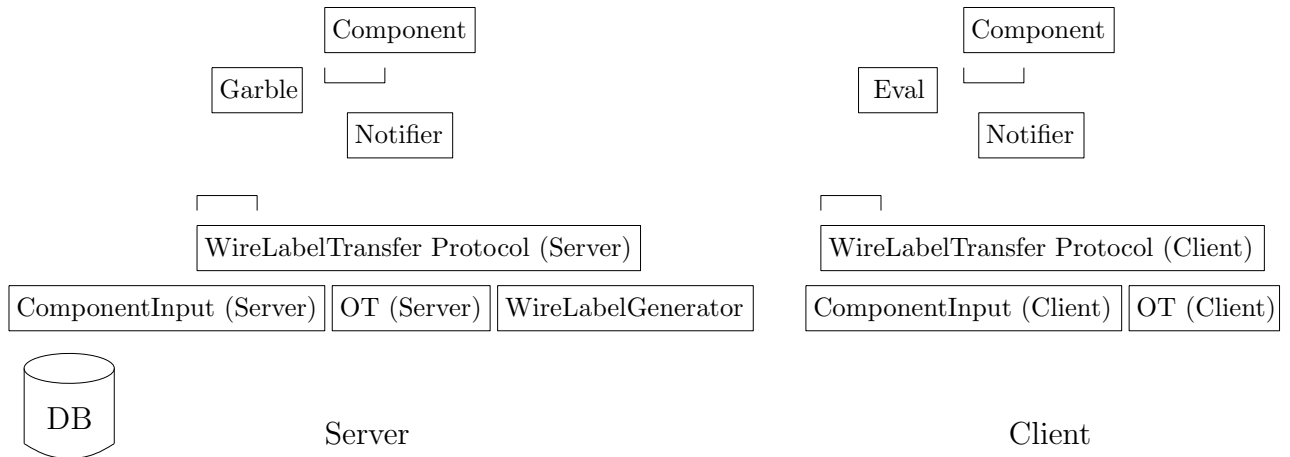 Component
Component
Garble
Eval
Notifier
Notifier
WireLabelTransfer Protocol (Server)
WireLabelTransfer Protocol (Client)
ComponentInput (Server)
OT (Server)
WireLabelGenerator
ComponentInput (Client)
OT (Client)
DB
Server
Client